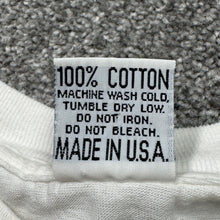 100% COTTON
MACHINE WASH COLD,
TUMBLE DRY LOW.
DO NOT IRON.
DO NOT BLEACH.
MADE IN U.S.A.